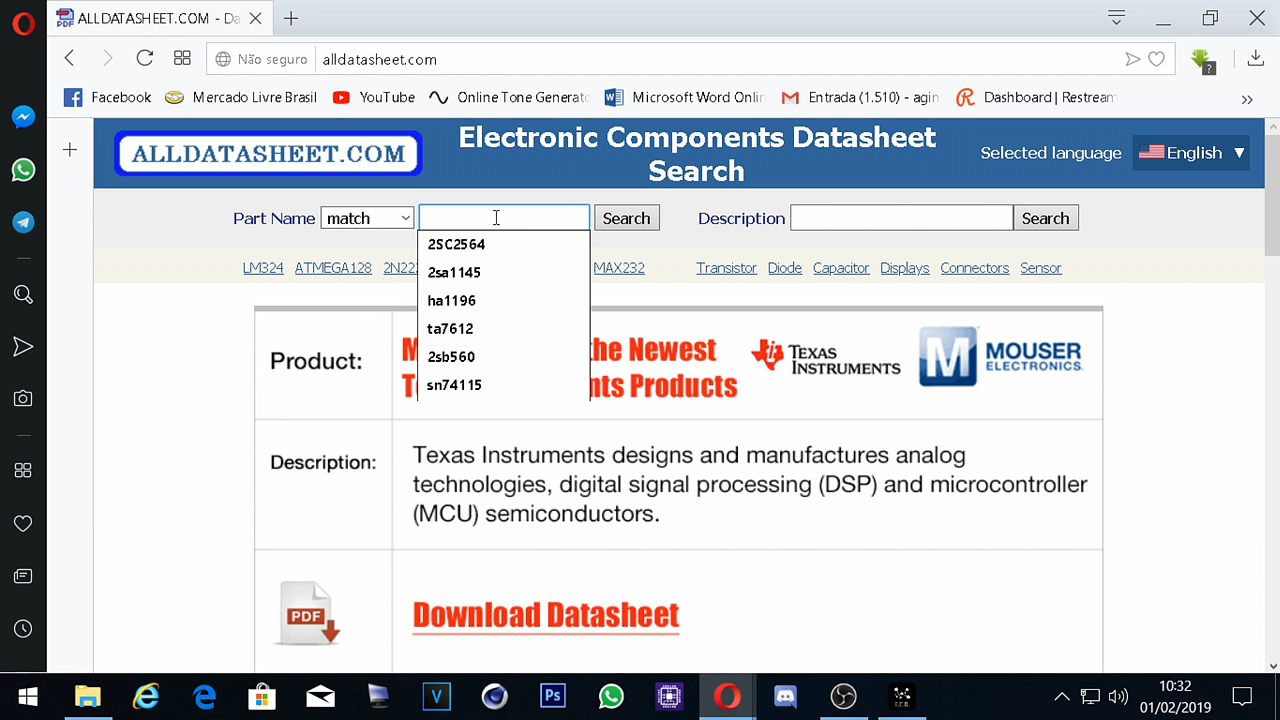 ALLDATASHEET.COM - Da
Não seguro
alldatasheet.com
?
Facebook
Mercado Livre Brasil
YouTube
Online Tone Generato
Microsoft Word Onlin
Entrada (1.510) - agin
Dashboard | Restream
ALLDATASHEET.COM
Electronic Components Datasheet
Search
Selected language
English ▼
Part Name
match
Search
Description
Search
2SC2564
2sa1145
ha1196
ta7612
2sb560
sn74115
LM324
ATMEGA128
2N222
MAX232
Transistor
Diode
Capacitor
Displays
Connectors
Sensor
Product:
M
the Newest
T
nts Products
TEXAS
INSTRUMENTS
M
MOUSER
ELECTRONICS
Description:
Texas Instruments designs and manufactures analog
technologies, digital signal processing (DSP) and microcontroller
(MCU) semiconductors.
PDF
Download Datasheet
V
Ps
10:32
01/02/2019